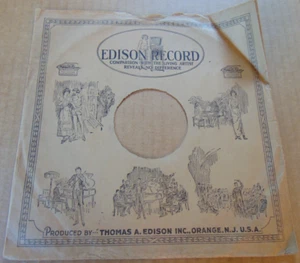 EDISON RECORD
COMPARISON WITH THE LIVING ARTIST
REVEALS NO DIFFERENCE
PRODUCED BY THOMAS A. EDISON INC., ORANGE, N.J. U.S.A.